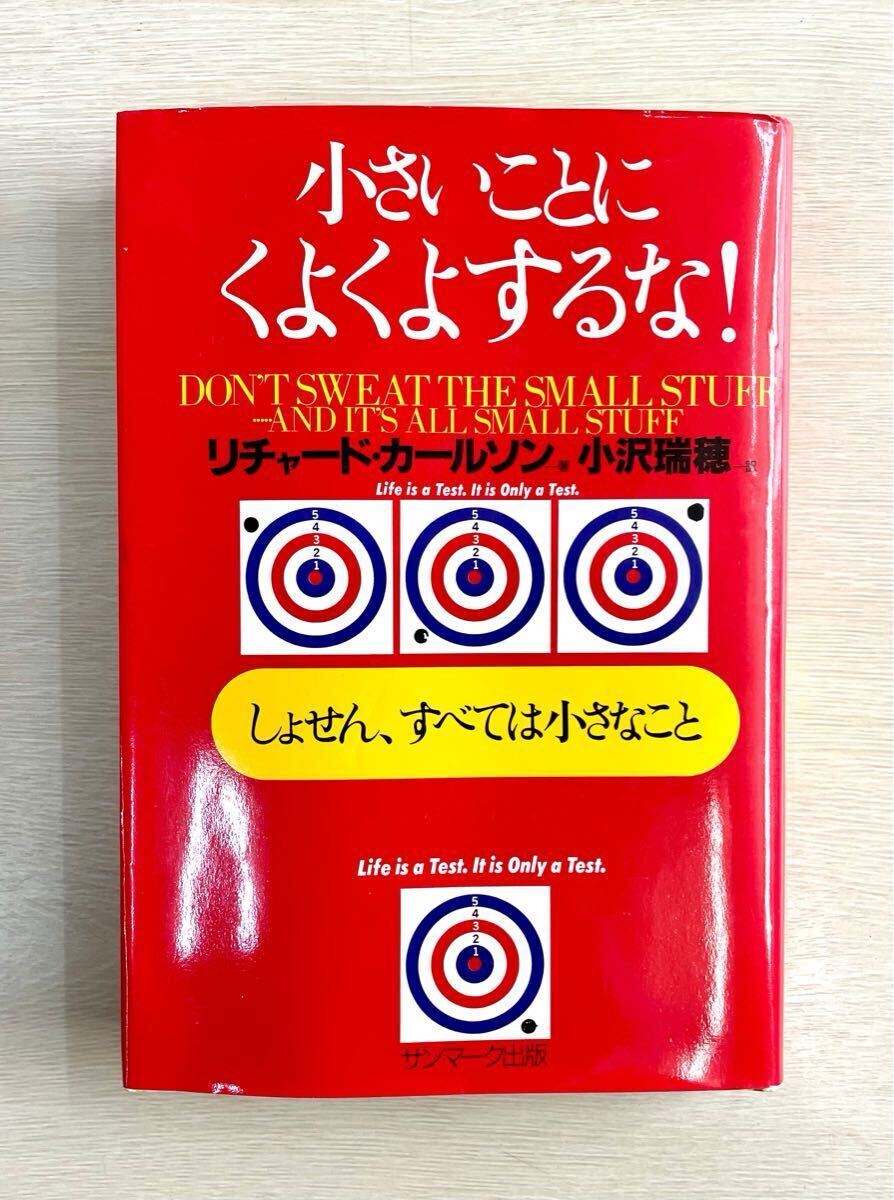 小さいことに
くよくよするな!
DON'T SWEAT THE SMALL STUFF
·····AND IT'S ALL SMALL STUFF
リチャード・カールソン—著 小沢瑞穂—訳
Life is a Test. It is Only a Test.
5 5 5
4 4 4
3 3 3
2 2 2
1 1 1
しょせん、すべては小さなこと
Life is a Test. It is Only a Test.
5
4
3
2
1
サンマーク出版